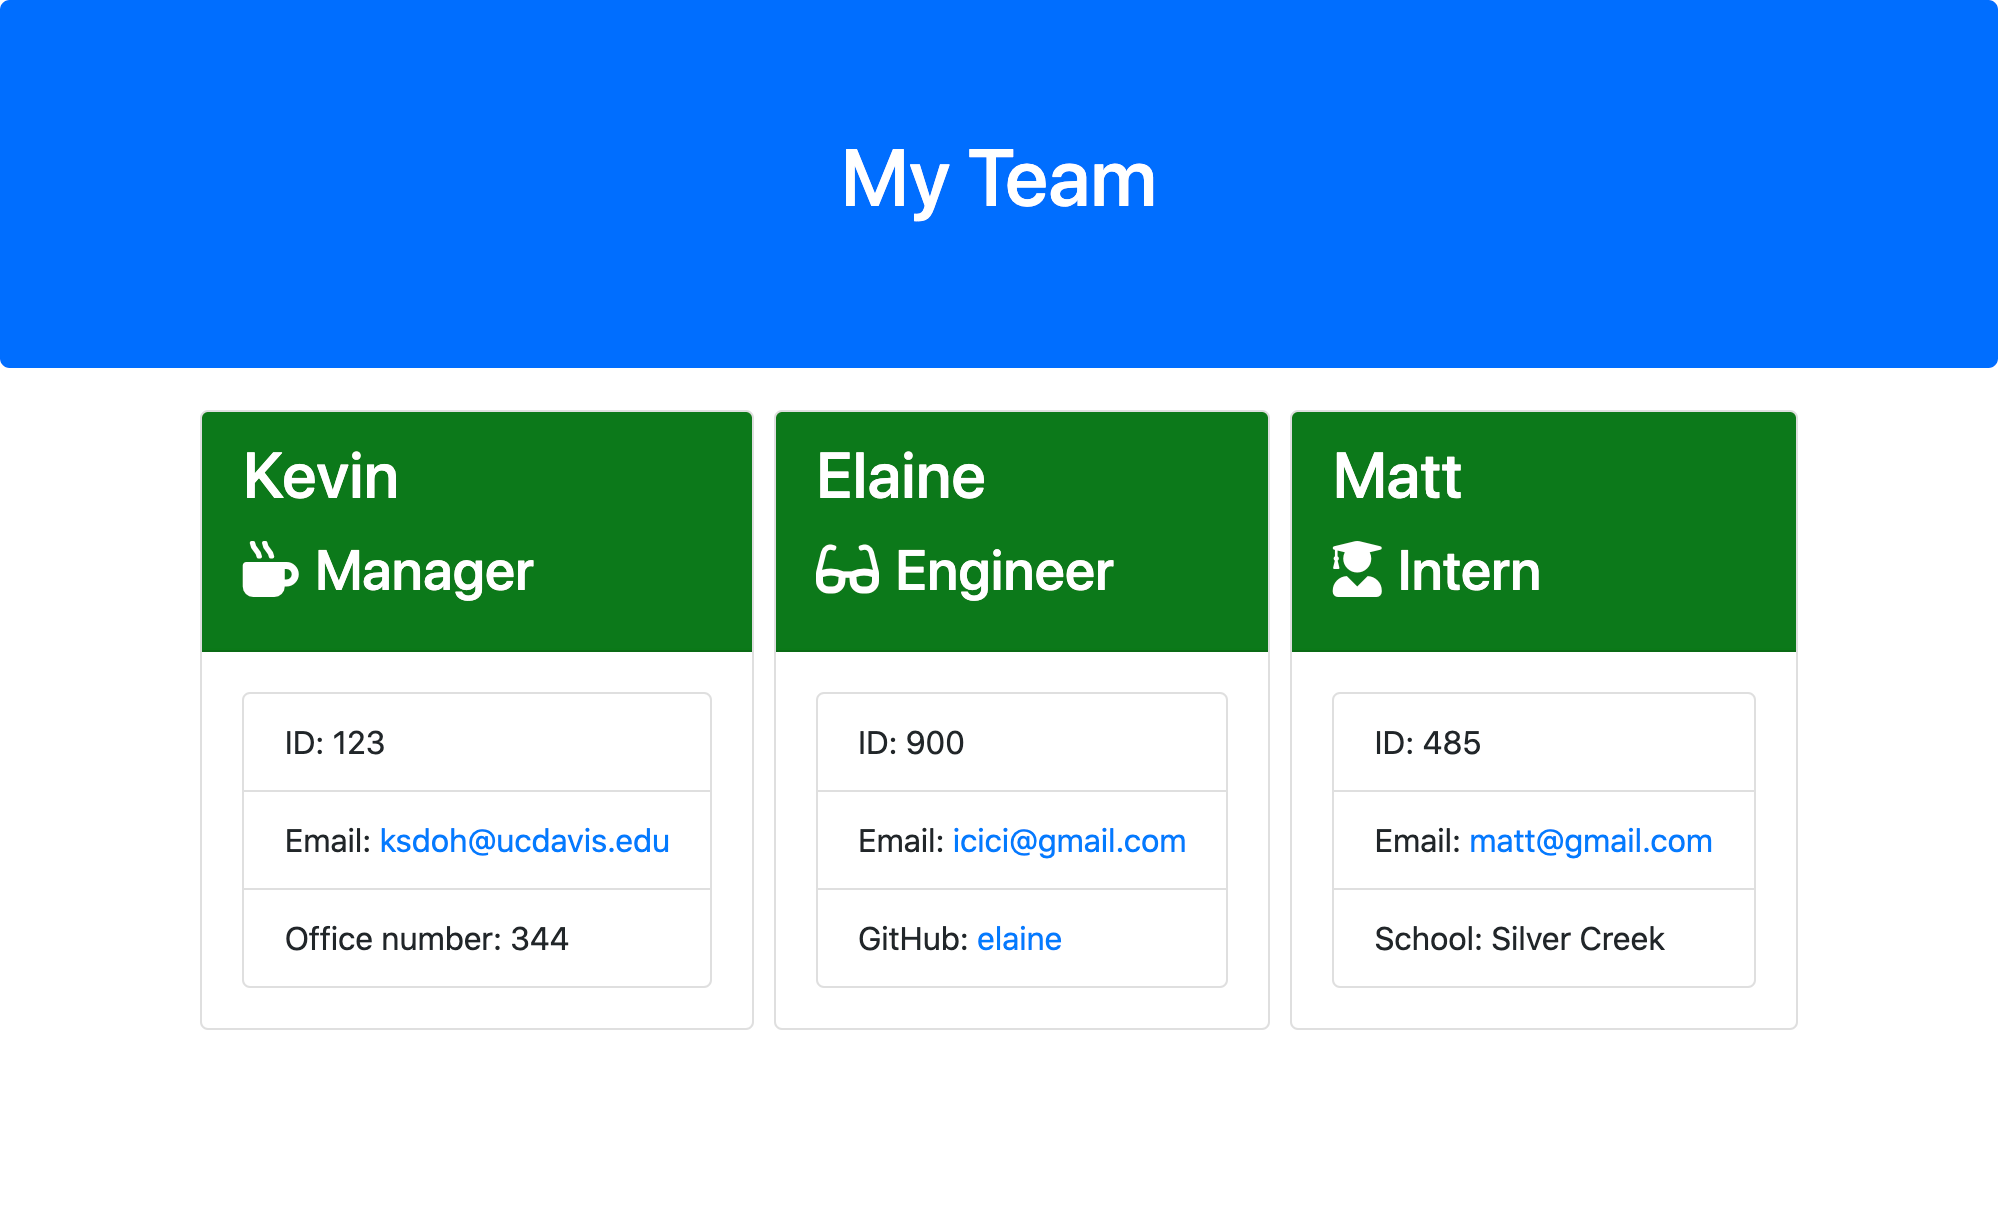 My Team
Kevin
Manager
ID: 123
Email: ksdoh@ucdavis.edu
Office number: 344
Elaine
Engineer
ID: 900
Email: icici@gmail.com
GitHub: elaine
Matt
Intern
ID: 485
Email: matt@gmail.com
School: Silver Creek